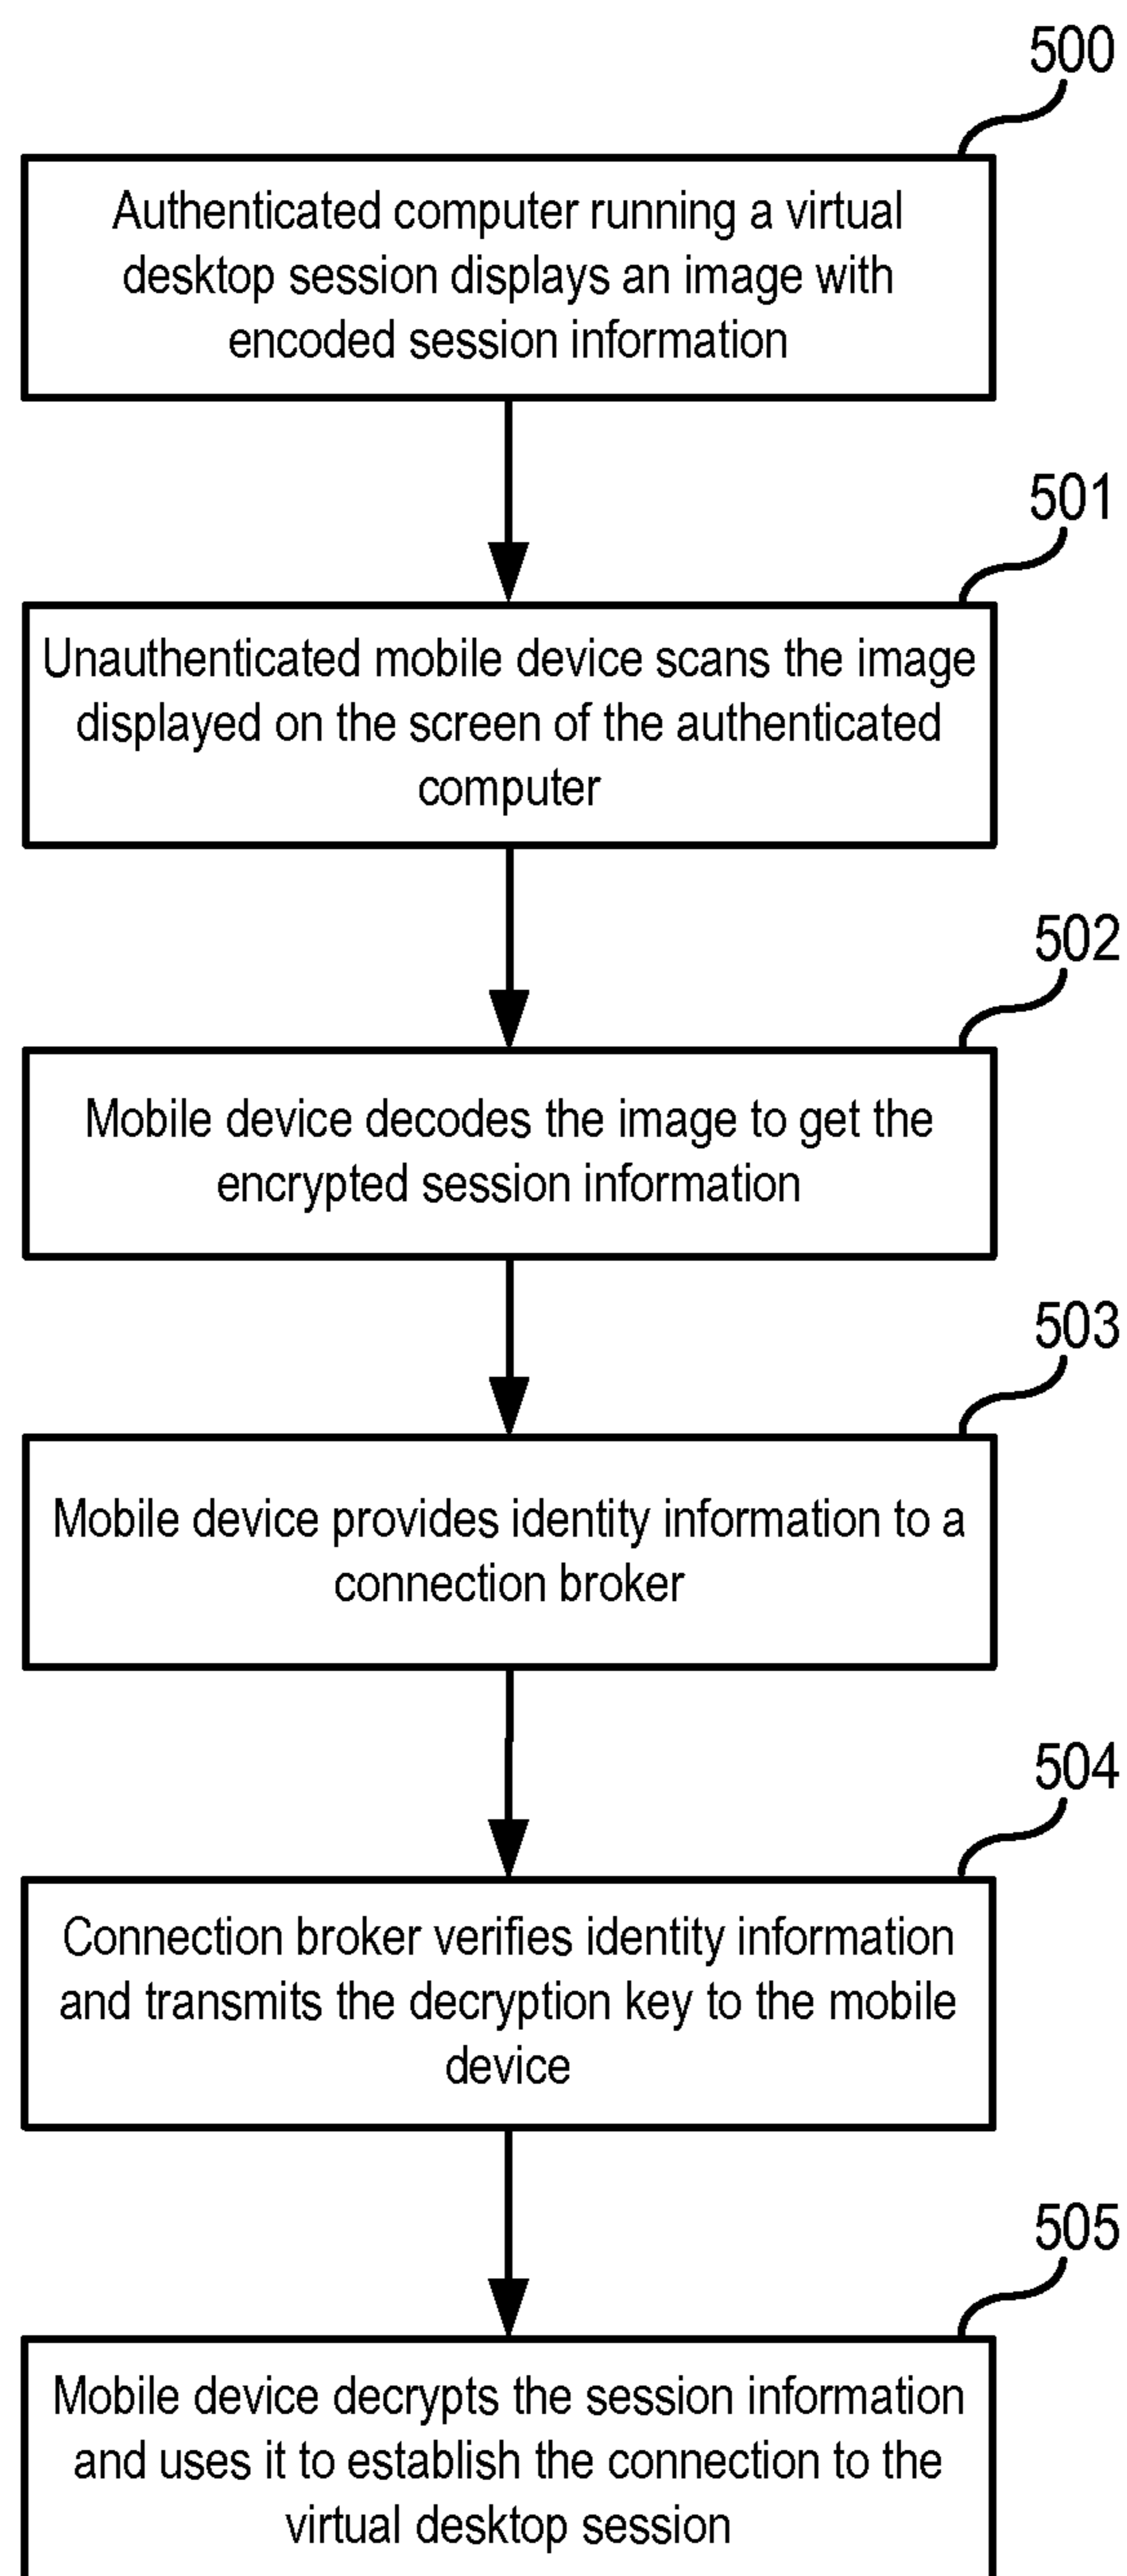 500
Authenticated computer running a virtual
desktop session displays an image with
encoded session information
501
Unauthenticated mobile device scans the image
displayed on the screen of the authenticated
computer
502
Mobile device decodes the image to get the
encrypted session information
503
Mobile device provides identity information to a
connection broker
504
Connection broker verifies identity information
and transmits the decryption key to the mobile
device
505
Mobile device decrypts the session information
and uses it to establish the connection to the
virtual desktop session